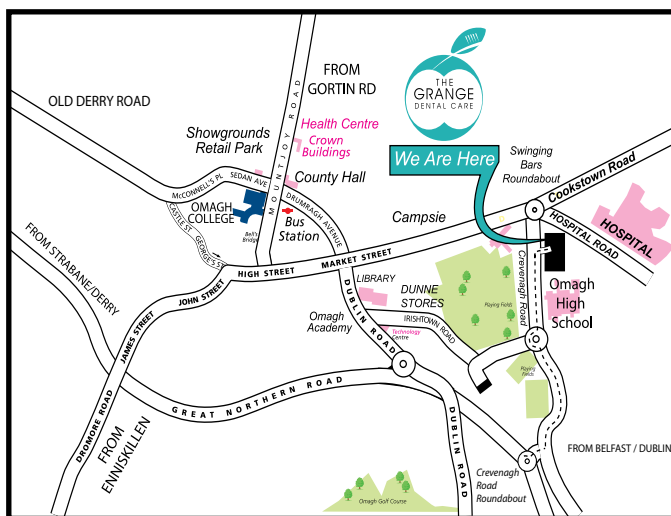 FROM
GORTIN RD
THE
GRANGE
DENTAL CARE
OLD DERRY ROAD
MOUNTJOY ROAD
Health Centre
Crown
Buildings
Showgrounds
Retail Park
We Are Here
Swinging
Bars
Roundabout
Cookstown Road
County Hall
McCONNELL'S PL
SEDAN AVE
DRUMRAGH AVENUE
OMAGH
COLLEGE
CASTLE ST.
GEORGE'S ST
Bell's
Bridge
Bus
Station
Campsie
HOSPITAL
HOSPITAL ROAD
FROM STRABANE/DERRY
HIGH STREET
MARKET STREET
JOHN STREET
JAMES STREET
LIBRARY
DUNNE
STORES
Playing Fields
Crevenagh Road
Omagh
High
School
Omagh
Academy
DUBLIN ROAD
IRISHTOWN ROAD
Technology
Centre
Playing
Fields
GREAT NORTHERN ROAD
DROMORE ROAD
FROM
ENNISKILLEN
DUBLIN ROAD
FROM BELFAST / DUBLIN
Crevenagh
Road
Roundabout
Omagh Golf Course